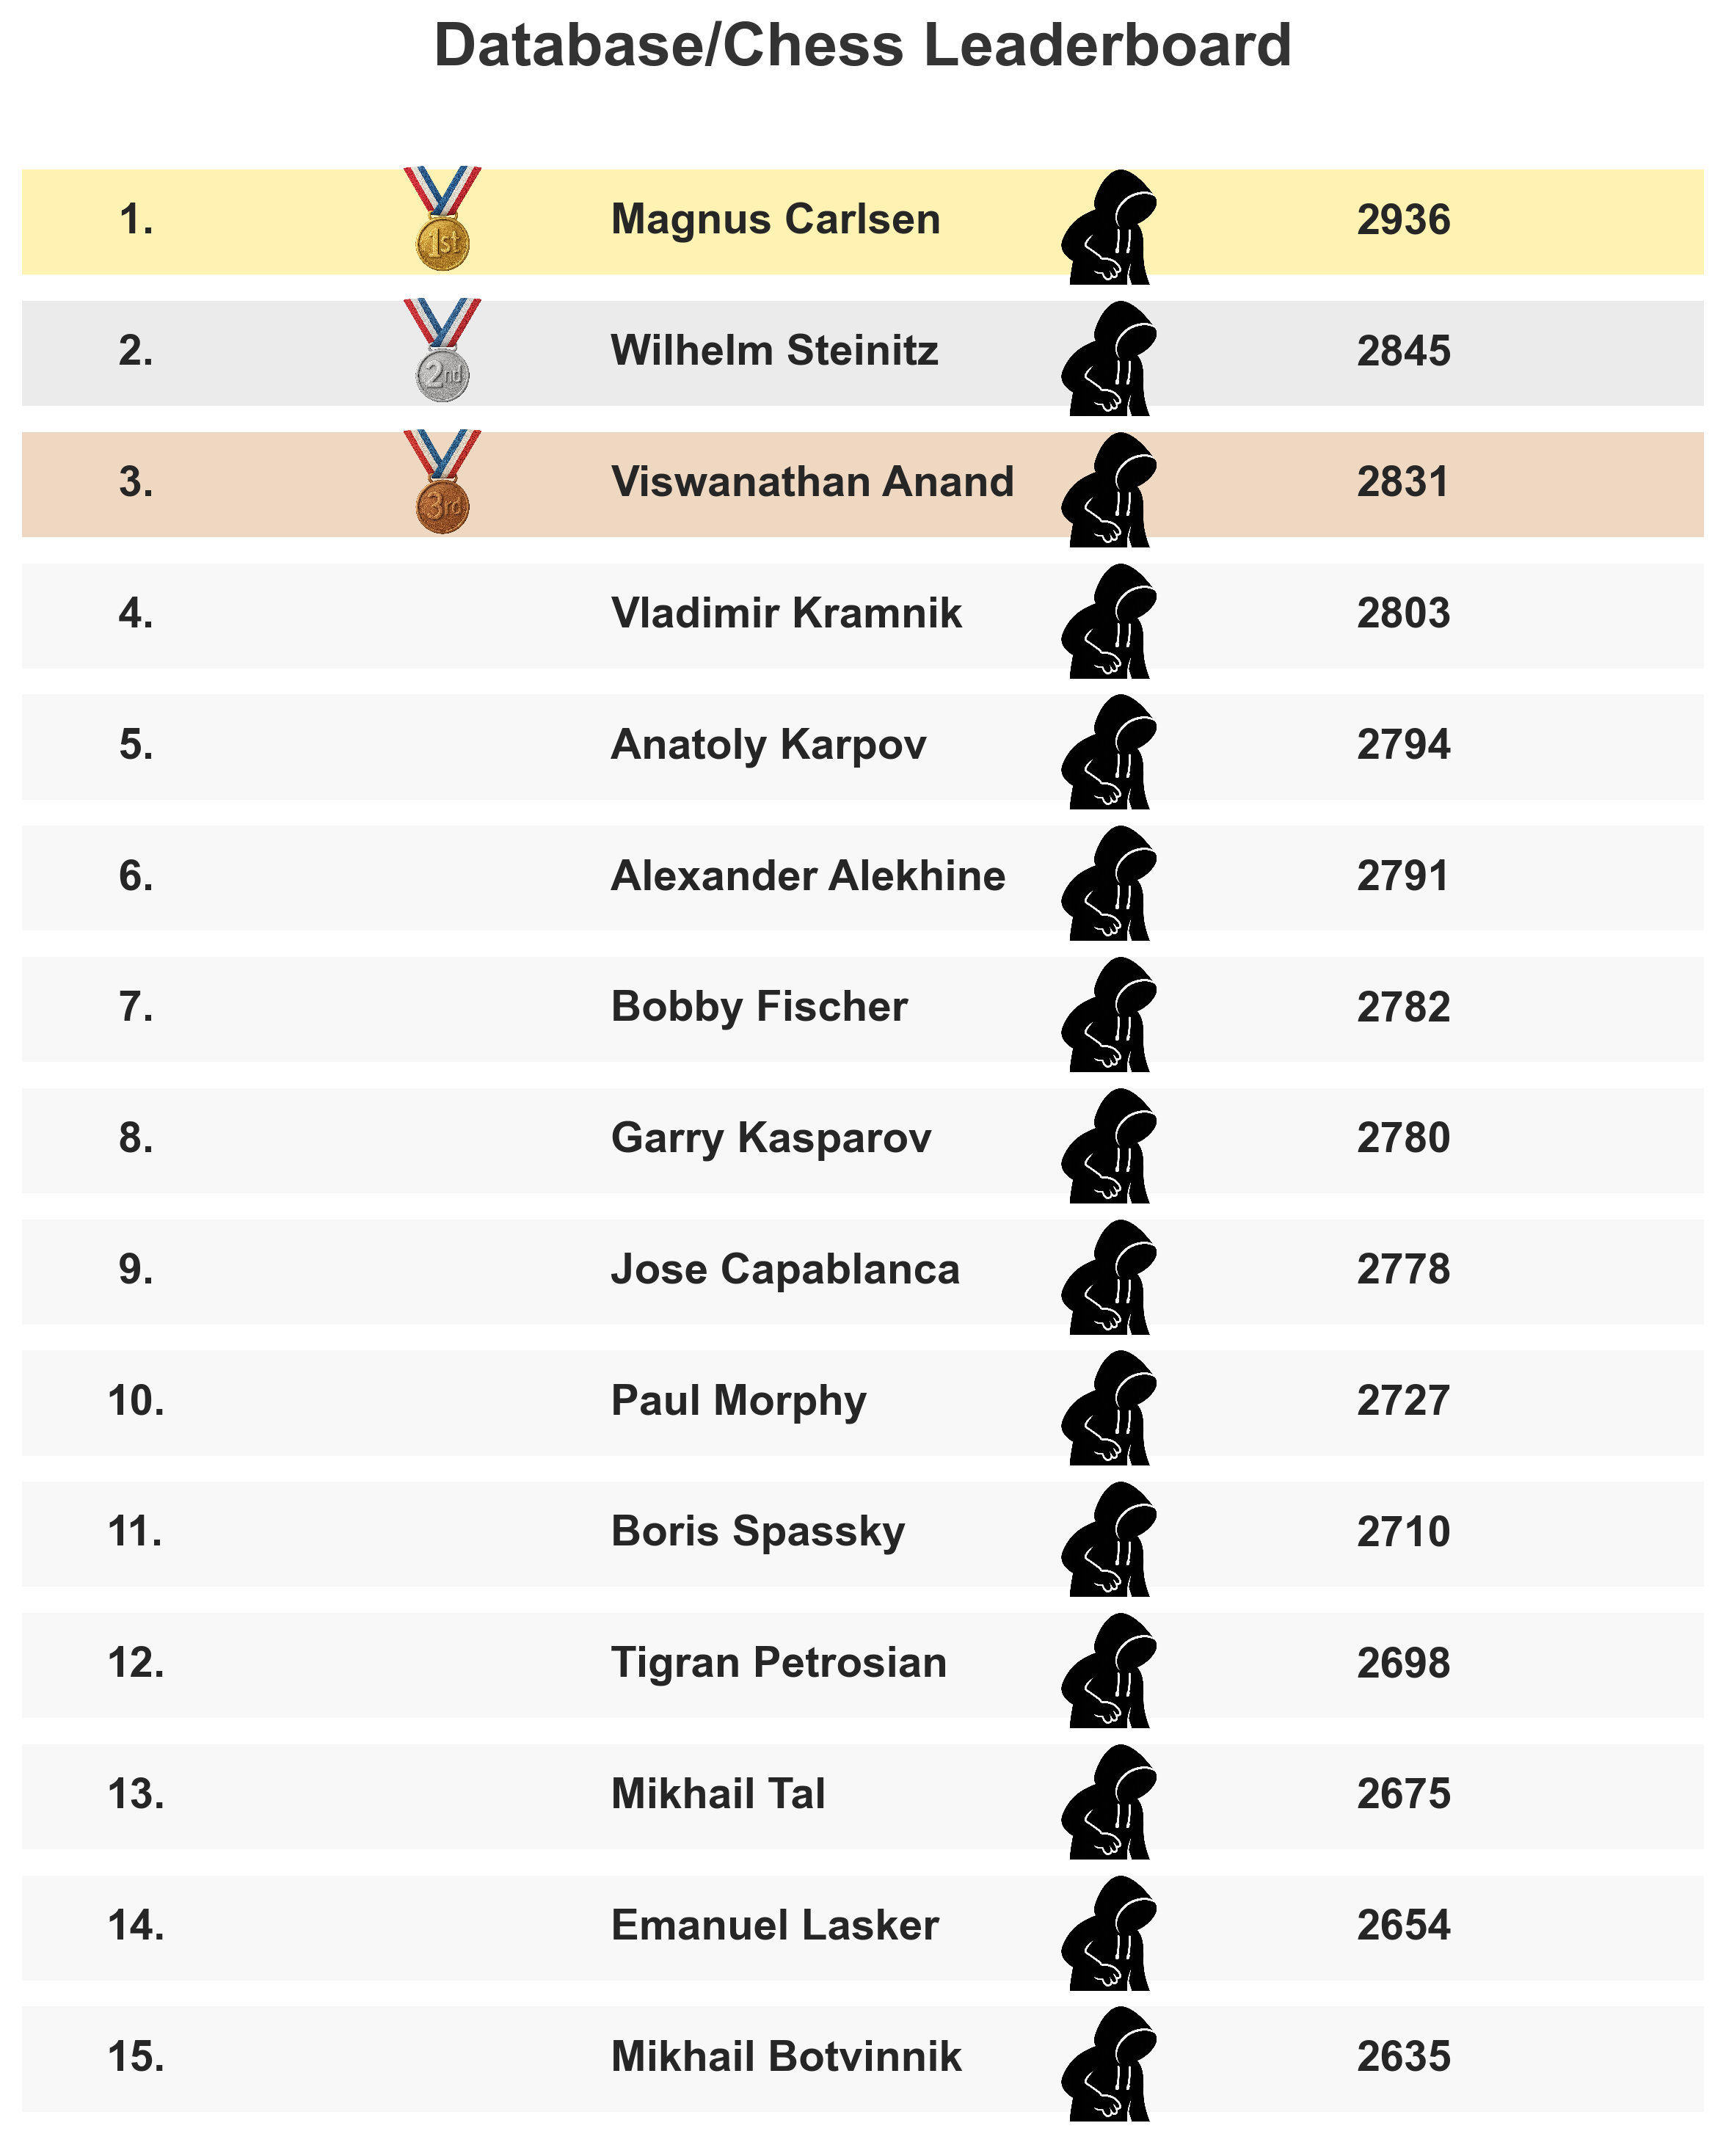 Database/Chess Leaderboard
1. 1st Magnus Carlsen 2936
2. 2nd Wilhelm Steinitz 2845
3. 3rd Viswanathan Anand 2831
4. Vladimir Kramnik 2803
5. Anatoly Karpov 2794
6. Alexander Alekhine 2791
7. Bobby Fischer 2782
8. Garry Kasparov 2780
9. Jose Capablanca 2778
10. Paul Morphy 2727
11. Boris Spassky 2710
12. Tigran Petrosian 2698
13. Mikhail Tal 2675
14. Emanuel Lasker 2654
15. Mikhail Botvinnik 2635